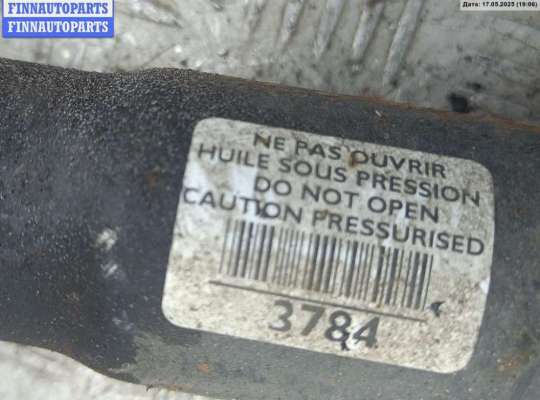 FINNAUTOPARTS
FINNAUTOPARTS
Дата: 17.05.2025 (19:06)
NE PAS OUVRIR
HUILE SOUS PRESSION
DO NOT OPEN
CAUTION PRESSURISED
3784